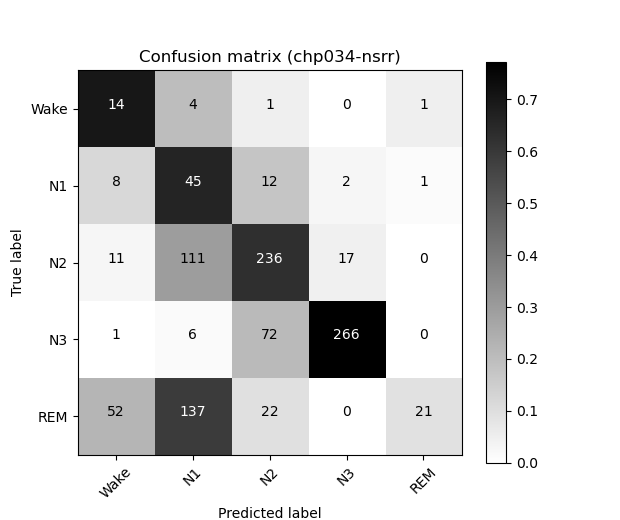 Confusion matrix (chp034-nsrr)
Wake 14 4 1 0 1
N1 8 45 12 2 1
N2 11 111 236 17 0
N3 1 6 72 266 0
REM 52 137 22 0 21
Wake N1 N2 N3 REM
Predicted label
True label
0.7
0.6
0.5
0.4
0.3
0.2
0.1
0.0